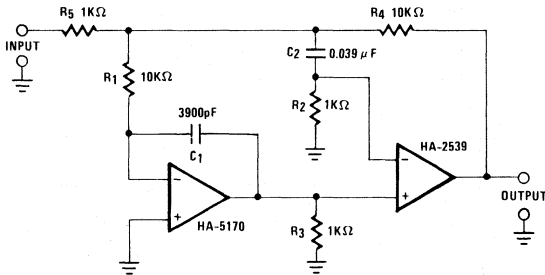 R5 1KΩ
R4 10KΩ
INPUT
C2
0.039 μF
R1
10KΩ
3900pF
R2
1KΩ
C1
HA-2539
OUTPUT
HA-5170
R3
1KΩ